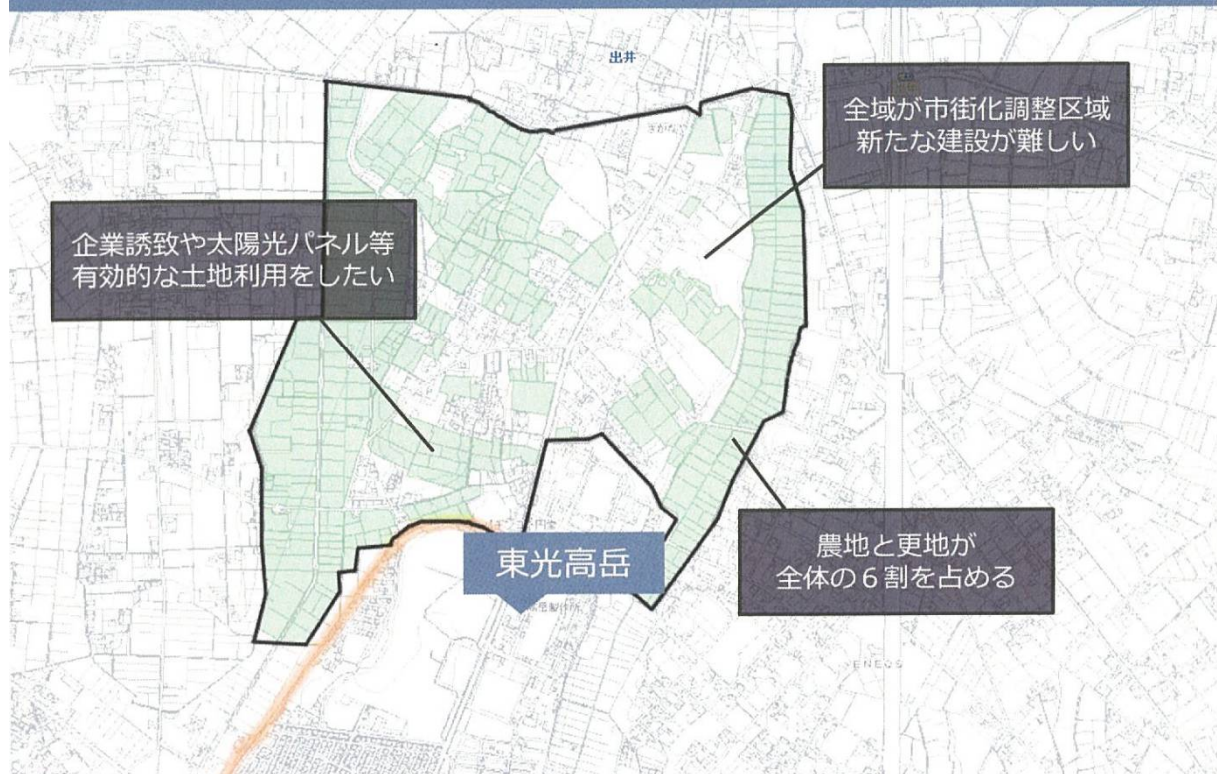 出井
全域が市街化調整区域
新たな建設が難しい
企業誘致や太陽光パネル等
有効的な土地利用をしたい
東光高岳
農地と更地が
全体の６割を占める
ENEOS